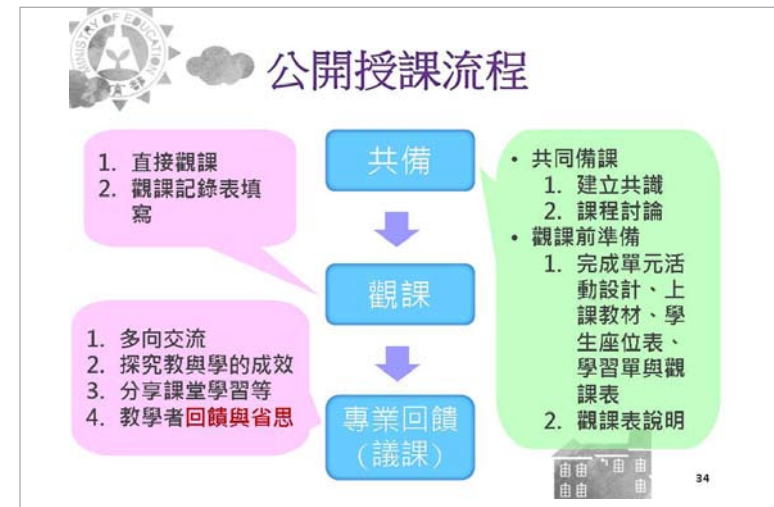 MINISTRY OF EDUCATION
育部
公開授課流程
1. 直接觀課
2. 觀課記錄表填
寫
共備
• 共同備課
1. 建立共識
2. 課程討論
• 觀課前準備
1. 完成單元活
動設計、上
課教材、學
生座位表、
學習單與觀
課表
2. 觀課表說明
觀課
1. 多向交流
2. 探究教與學的成效
3. 分享課堂學習等
4. 教學者回饋與省思
專業回饋
(議課)
34